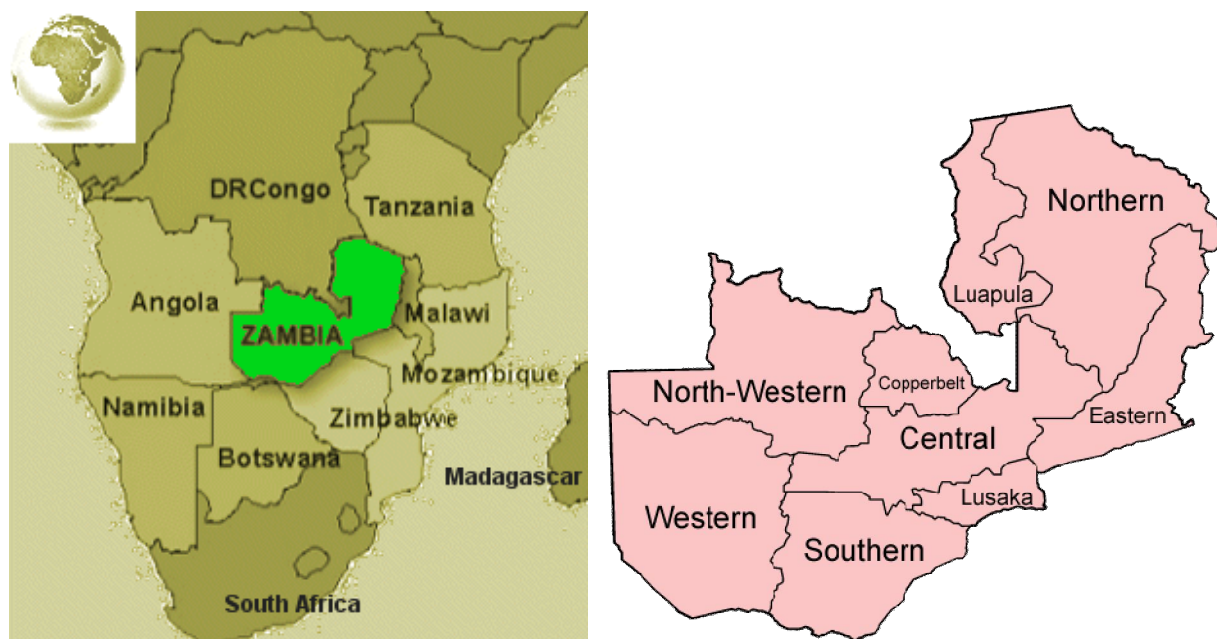 DRCongo
Tanzania
Angola
ZAMBIA
Malawi
Mozambique
Namibia
Zimbabwe
Botswana
Madagascar
South Africa
Northern
Luapula
North-Western
Copperbelt
Eastern
Central
Lusaka
Western
Southern